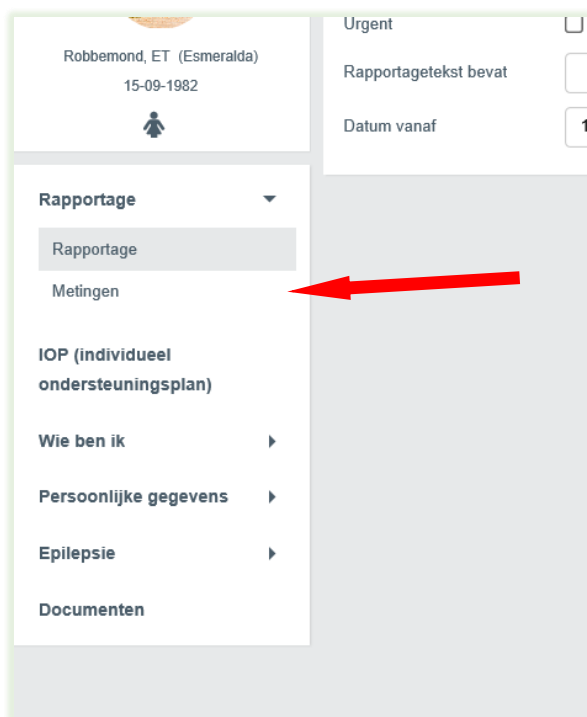 Robbemond, ET (Esmeralda)
15-09-1982
Urgent
Rapportagetekst bevat
Datum vanaf
1
Rapportage
Rapportage
Metingen
IOP (individueel
ondersteuningsplan)
Wie ben ik
Persoonlijke gegevens
Epilepsie
Documenten